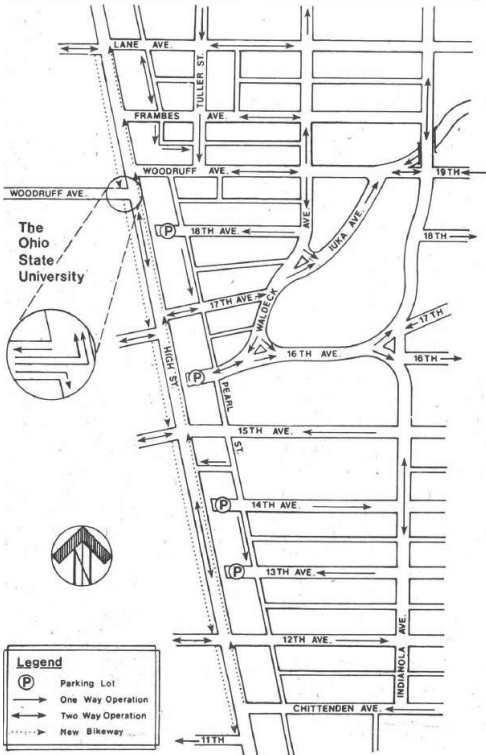 LANE AVE.
TULLER ST.
FRAMBES AVE.
WOODRUFF AVE.
19TH
WOODRUFF AVE.
The
Ohio
State
University
P
18TH AVE.
AVE.
IUKA AVE.
18TH
17TH AVE.
WALDECK
17TH
HIGH ST.
16TH AVE.
16TH
P
PEARL ST.
15TH AVE.
P
14TH AVE.
P
13TH AVE.
12TH AVE.
INDIANOLA AVE.
CHITTENDEN AVE.
11TH
Legend
P Parking Lot
One Way Operation
Two Way Operation
New Bikeway